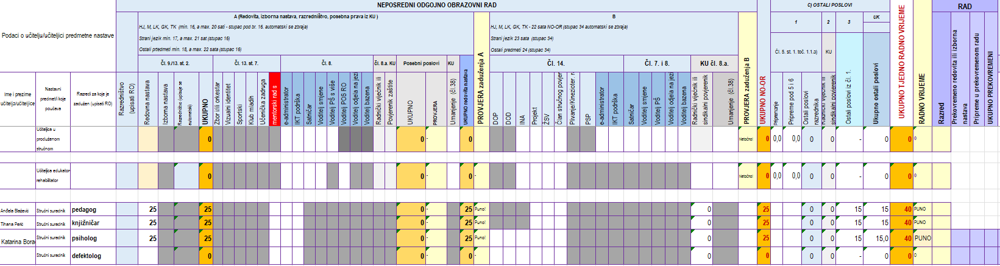 NEPOSREDNI ODGOJNO OBRAZOVNI RAD
C) OSTALI POSLOVI
RAD
A (Redovita, izborna nastava, razredništvo, posebna prava iz KU )
HJ, M, LK, GK, TK (min. 16, a max. 20 sati - stupac pod br. 16. automatski se zbraja)
Strani jezik min. 17, a max. 21 sat (stupac 16)
Ostali prtedmeti min. 18, a max. 22 sata (stupac 16)
B
HJ, M, LK, GK, TK - 22 sata NO-OR (stupac 34 automatski se zbraja)
Strani jezik 23 sata (stupac 34)
Ostali predmeti 24 (stupac 34)
1
2
3
UK
Podaci o učitelju/učiteljici predmetne nastave
Čl. 5. st. 1. toč. 1.1.a)
KU
Čl. 9./13. st. 2.
Čl. 13. st. 7.
Čl. 8.
Čl. 8.a. KU
Posebni poslovi
KU
Čl. 14.
Čl. 7. i 8.
KU čl. 8.a.
Ime i prezime učitelja/učiteljice
Nastavni predmet/i koje poučava
Razredi za koje je zadužen (upisati RO)
Razredništvo (upisati RO)
Redovna nastava
Izborna nastava
Razredništvo (upisuje se automatski)
UKUPNO
Zbor i/ili orkestar
Vizualni identitet
Sportski
Klub mladih
Učenička zadruga
mentorski rad s
e-administrator
IKT podrška
Satničar
Voditelj smjene
Voditelj PŠ s više
Voditelj POS RO
Voditelj odjela na jezi
Voditelj bazena
Radnički vijećnik ili
Povjerenik zaštite
UKUPNO
PROVJERA
Umanjenje (čl.38)
UKUPNO redovita nastava
PROVJERA zaduženja A
DOP
DOD
INA
Projekt
ŽSV
Član stručnog povjer
Plivanje/Kinezioter. r
PSP
e-administrator
IKT podrška
Satničar
Voditelj smjene
Voditelj PŠ
Voditelj odjela na jezi
Voditelj bazena
Radnički vijećnik ili sindikalni povjerenik
Umanjenje (čl.38)
PROVJERA zaduženja B
UKUPNO NO-OR
Pripremanje
Pripreme pod 5 i 6
Ostali poslovi razrednika
Radnički vijećnik ili sindikalni povjerenik
Ostali poslovi iz čl. 1.
Ukupno ostali poslovi
UKUPNO TJEDNO RADNO VRIJEME
RADNO VRIJEME
Razred
Prekovremeno redovita ili izborna nastava
Pripreme u prekovremenom radu
UKUPNO PREKOVREMENI
Učiteljica u produženom stručnom 0 0 - 0 Netočno! 0 0,0 0,0 0 0 - 0 0 0
Učiteljica edukator-rehabilitator 0 0 - 0 Netočno! 0 0,0 0,0 0 0 - 0 0 0
Anđela Blažević Stručni suradnik pedagog 25 25 0 - 25 Puno! 0 25 0 0 15 15 40 PUNO
Tihana Perić Stručni suradnik knjižničar 25 25 0 - 25 Puno! 0 25 0 0 15 15 40 PUNO
Katarina Bora Stručni suradnik psiholog 25 25 0 - 25 Puno! 0 25 0 0 15 15,0 40 PUNO
Stručni suradnik defektolog 0 0 - 0 - 0 0 0 0 - 0 0 0